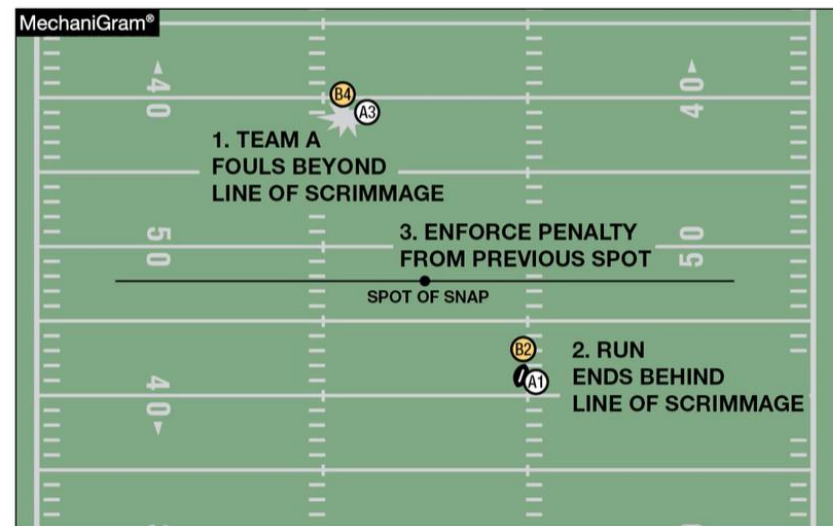 MechaniGram®
40
40
B4
A3
1. TEAM A
FOULS BEYOND
LINE OF SCRIMMAGE
50
50
3. ENFORCE PENALTY
FROM PREVIOUS SPOT
SPOT OF SNAP
B2
A1
2. RUN
ENDS BEHIND
LINE OF SCRIMMAGE
40